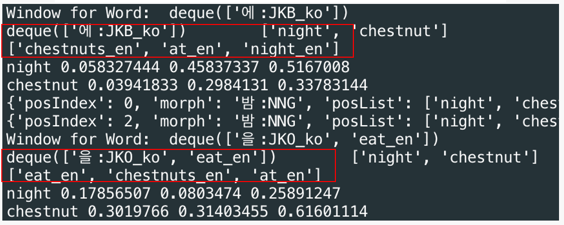 Window for Word:  deque(['에:JKB_ko'])
deque(['에:JKB_ko'])        ['night', 'chestnut']
['chestnuts_en', 'at_en', 'night_en']
night 0.058327444 0.45837337 0.5167008
chestnut 0.03941833 0.2984131 0.33783144
{'posIndex': 0, 'morph': '밤:NNG', 'posList': ['night', 'ches
{'posIndex': 2, 'morph': '밤:NNG', 'posList': ['night', 'ches
Window for Word:  deque(['을:JKO_ko', 'eat_en'])
deque(['을:JKO_ko', 'eat_en'])        ['night', 'chestnut']
['eat_en', 'chestnuts_en', 'at_en']
night 0.17856507 0.0803474 0.25891247
chestnut 0.3019766 0.31403455 0.61601114